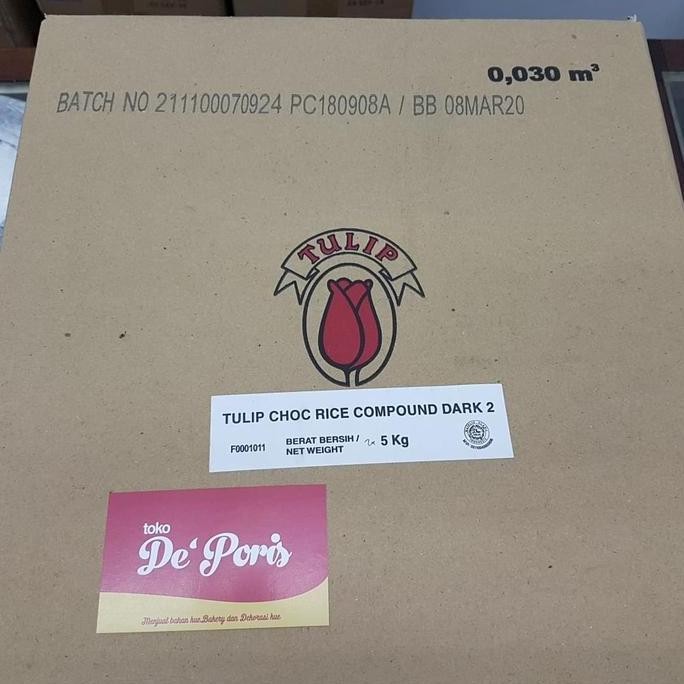 0,030 m³
BATCH NO 211100070924 PC180908A / BB 08MAR20
TULIP
TULIP CHOC RICE COMPOUND DARK 2
F0001011
BERAT BERSIH /
NET WEIGHT
2x 5 Kg
toko
De' Poris
Menjual bahan kue,Bakery dan Dekorasi kue